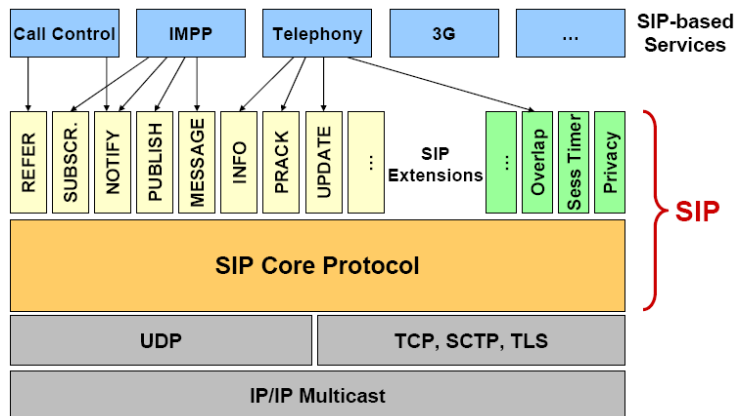 Call Control
IMPP
Telephony
3G
...
SIP-based
Services
REFER
SUBSCR.
NOTIFY
PUBLISH
MESSAGE
INFO
PRACK
UPDATE
...
SIP
Extensions
...
Overlap
Sess Timer
Privacy
SIP
SIP Core Protocol
UDP
TCP, SCTP, TLS
IP/IP Multicast